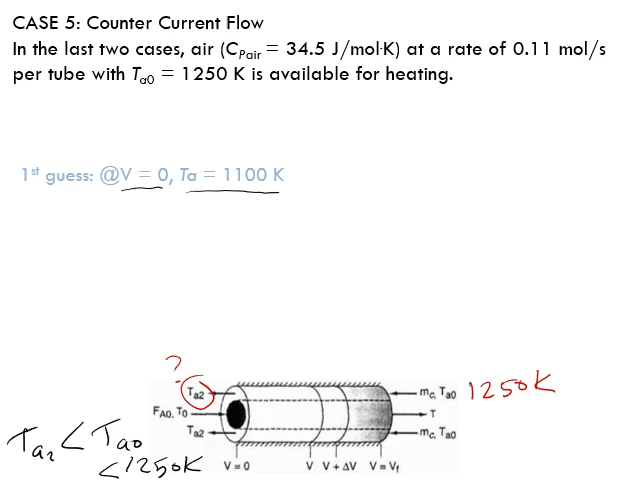 CASE 5: Counter Current Flow
In the last two cases, air (CPair = 34.5 J/mol·K) at a rate of 0.11 mol/s
per tube with Ta0 = 1250 K is available for heating.
1st guess: @V = 0, Ta = 1100 K
?
Ta2 mc, Ta0 1250K
FA0, T0 T
Ta2 mc, Ta0
Ta2 < Ta0
<1250K
V = 0 V V + ΔV V = Vf